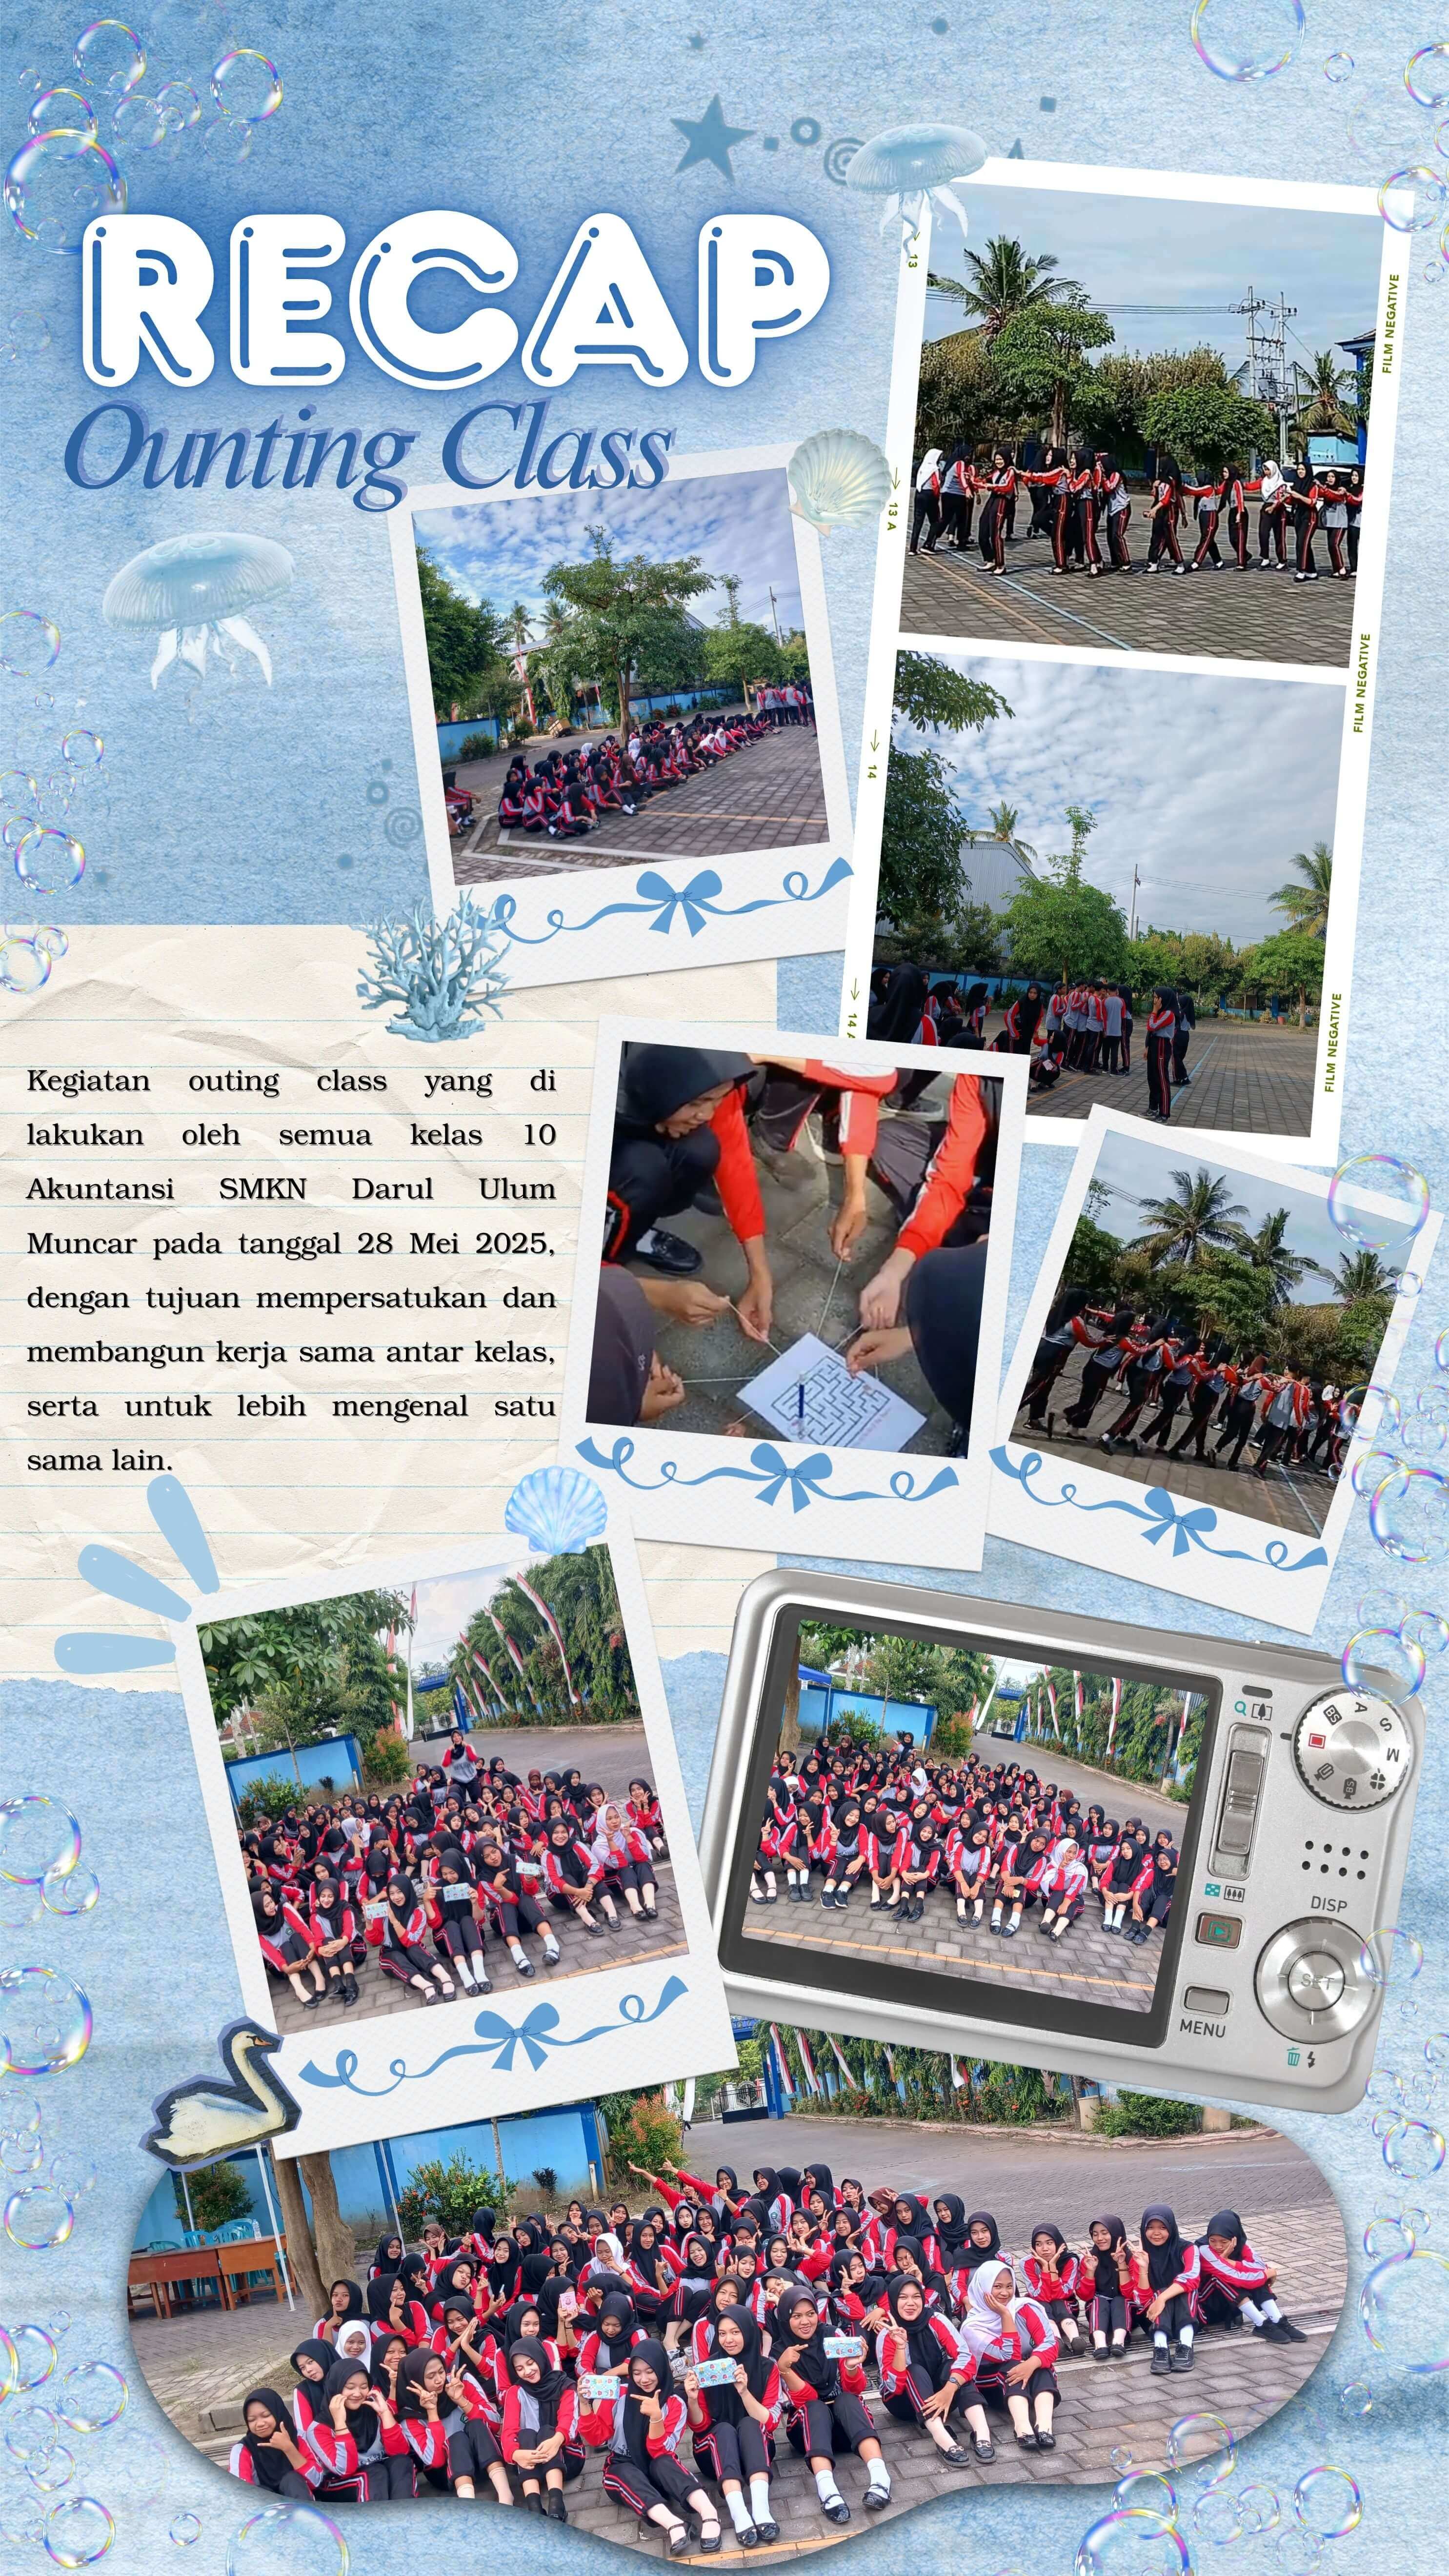 RECAP
Ounting Class
13
FILM NEGATIVE
13 A
FILM NEGATIVE
14
14 A
FILM NEGATIVE
Kegiatan outing class yang di
lakukan oleh semua kelas 10
Akuntansi SMKN Darul Ulum
Muncar pada tanggal 28 Mei 2025,
dengan tujuan mempersatukan dan
membangun kerja sama antar kelas,
serta untuk lebih mengenal satu
sama lain.
BS A S M
SBS
DISP
SET
MENU